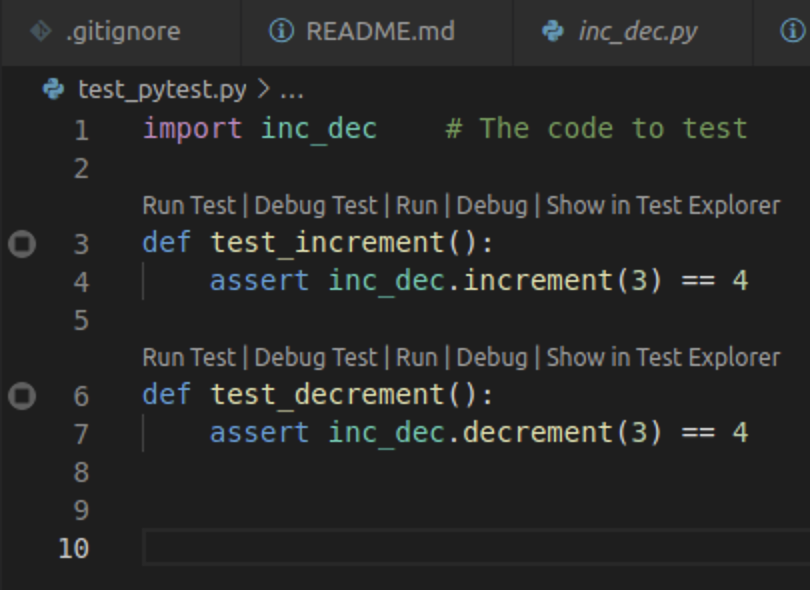 .gitignore README.md inc_dec.py
test_pytest.py > ...
1 import inc_dec    # The code to test
2
Run Test | Debug Test | Run | Debug | Show in Test Explorer
3 def test_increment():
4     assert inc_dec.increment(3) == 4
5
Run Test | Debug Test | Run | Debug | Show in Test Explorer
6 def test_decrement():
7     assert inc_dec.decrement(3) == 4
8
9
10